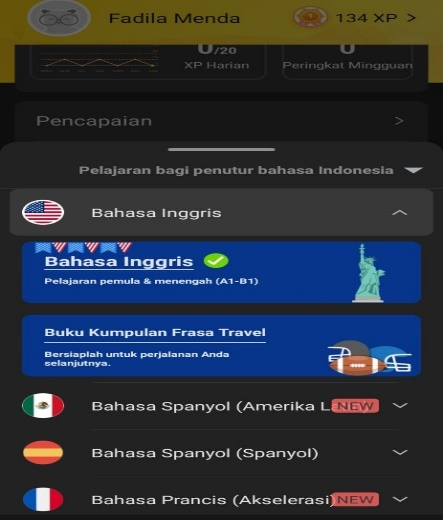 Fadila Menda
134 XP >
0/20
XP Harian
0
Peringkat Mingguan
Pencapaian >
Pelajaran bagi penutur bahasa Indonesia
Bahasa Inggris
Bahasa Inggris
Pelajaran pemula & menengah (A1-B1)
Buku Kumpulan Frasa Travel
Bersiaplah untuk perjalanan Anda
selanjutnya.
Bahasa Spanyol (Amerika L NEW
Bahasa Spanyol (Spanyol)
Bahasa Prancis (Akselerasi) NEW